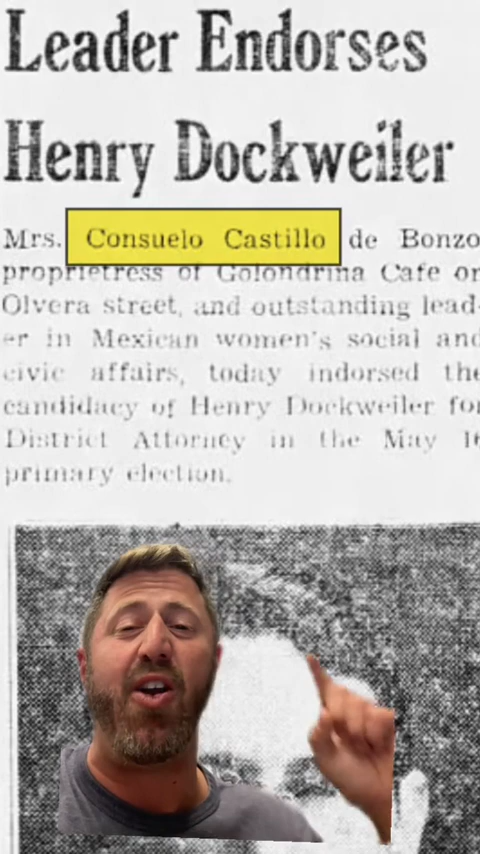 Leader Endorses
Henry Dockweiler
Mrs. Consuelo Castillo de Bonzo
proprietress of Golondrina Cafe on
Olvera street, and outstanding lead-
er in Mexican women's social and
civic affairs, today indorsed the
candidacy of Henry Dockweiler for
District Attorney in the May 16
primary election.